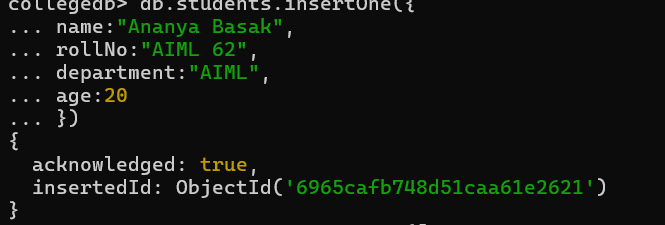 collegedb> db.students.insertOne({
... name:"Ananya Basak",
... rollNo:"AIML 62",
... department:"AIML",
... age:20
... })
{
  acknowledged: true,
  insertedId: ObjectId('6965cafb748d51caa61e2621')
}